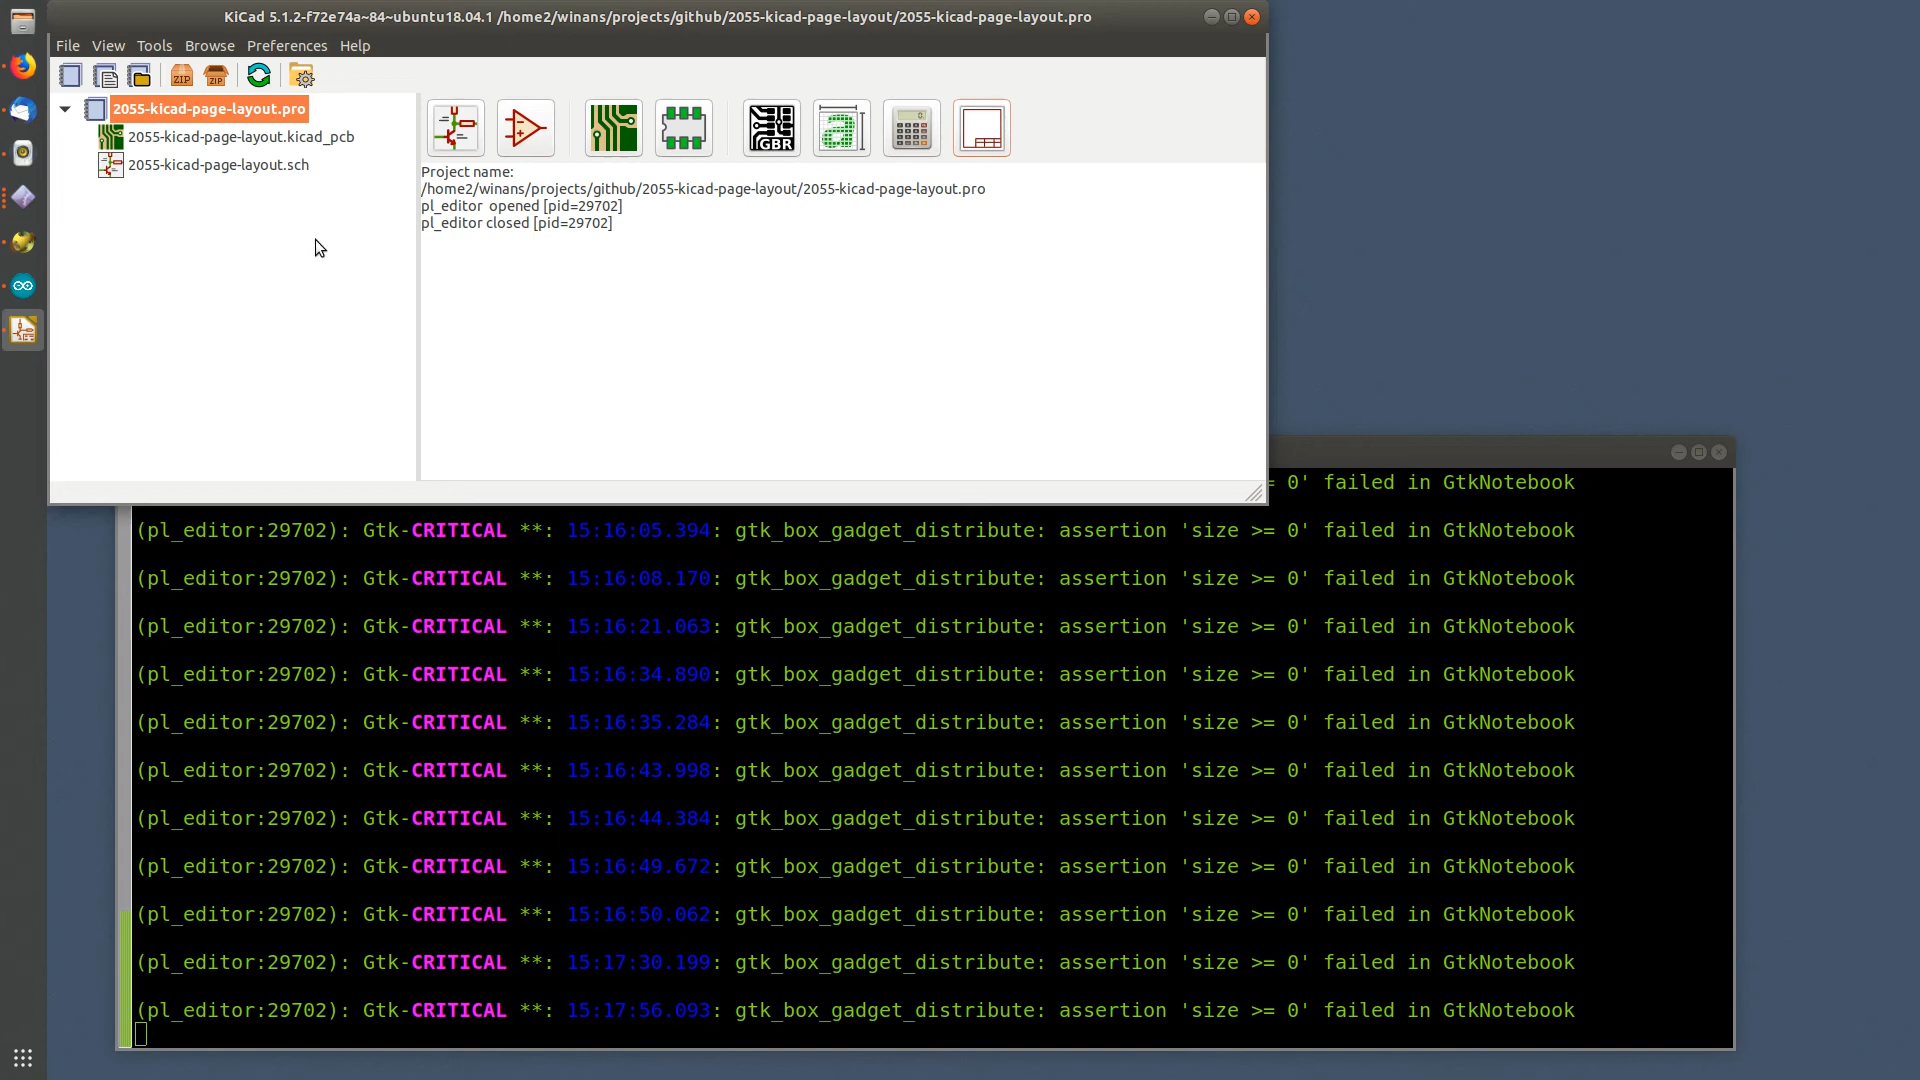 KiCad 5.1.2-f72e74a~84~ubuntu18.04.1 /home2/winans/projects/github/2055-kicad-page-layout/2055-kicad-page-layout.pro
File View Tools Browse Preferences Help
ZIP ZIP
2055-kicad-page-layout.pro
2055-kicad-page-layout.kicad_pcb
2055-kicad-page-layout.sch
GBR a 0.
Project name:
/home2/winans/projects/github/2055-kicad-page-layout/2055-kicad-page-layout.pro
pl_editor opened [pid=29702]
pl_editor closed [pid=29702]
= 0' failed in GtkNotebook
(pl_editor:29702): Gtk-CRITICAL **: 15:16:05.394: gtk_box_gadget_distribute: assertion 'size >= 0' failed in GtkNotebook
(pl_editor:29702): Gtk-CRITICAL **: 15:16:08.170: gtk_box_gadget_distribute: assertion 'size >= 0' failed in GtkNotebook
(pl_editor:29702): Gtk-CRITICAL **: 15:16:21.063: gtk_box_gadget_distribute: assertion 'size >= 0' failed in GtkNotebook
(pl_editor:29702): Gtk-CRITICAL **: 15:16:34.890: gtk_box_gadget_distribute: assertion 'size >= 0' failed in GtkNotebook
(pl_editor:29702): Gtk-CRITICAL **: 15:16:35.284: gtk_box_gadget_distribute: assertion 'size >= 0' failed in GtkNotebook
(pl_editor:29702): Gtk-CRITICAL **: 15:16:43.998: gtk_box_gadget_distribute: assertion 'size >= 0' failed in GtkNotebook
(pl_editor:29702): Gtk-CRITICAL **: 15:16:44.384: gtk_box_gadget_distribute: assertion 'size >= 0' failed in GtkNotebook
(pl_editor:29702): Gtk-CRITICAL **: 15:16:49.672: gtk_box_gadget_distribute: assertion 'size >= 0' failed in GtkNotebook
(pl_editor:29702): Gtk-CRITICAL **: 15:16:50.062: gtk_box_gadget_distribute: assertion 'size >= 0' failed in GtkNotebook
(pl_editor:29702): Gtk-CRITICAL **: 15:17:30.199: gtk_box_gadget_distribute: assertion 'size >= 0' failed in GtkNotebook
(pl_editor:29702): Gtk-CRITICAL **: 15:17:56.093: gtk_box_gadget_distribute: assertion 'size >= 0' failed in GtkNotebook